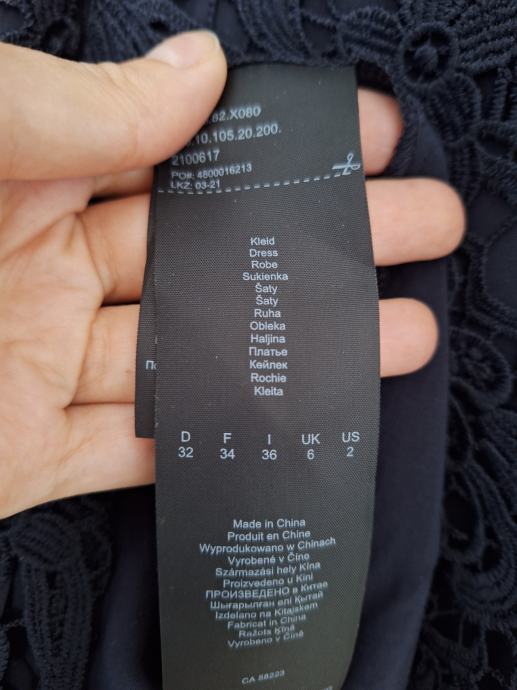 82.X080
.10.105.20.200.
2100617
PO#: 4800016213
LKZ: 03-21
Kleid
Dress
Robe
Sukienka
Šaty
Šaty
Ruha
Obleka
Haljina
Платье
Кейлек
Rochie
Kleita
D F I UK US
32 34 36 6 2
Made in China
Produit en Chine
Wyprodukowano w Chinach
Vyrobené v Čine
Származási hely Kína
Proizvedeno u Kini
ПРОИЗВЕДЕНО в Китае
Шығарылған елі Қытай
Izdelano na Kitajskem
Fabricat in China
Ražots Ķīnā
Vyrobeno v Číně
CA 58223